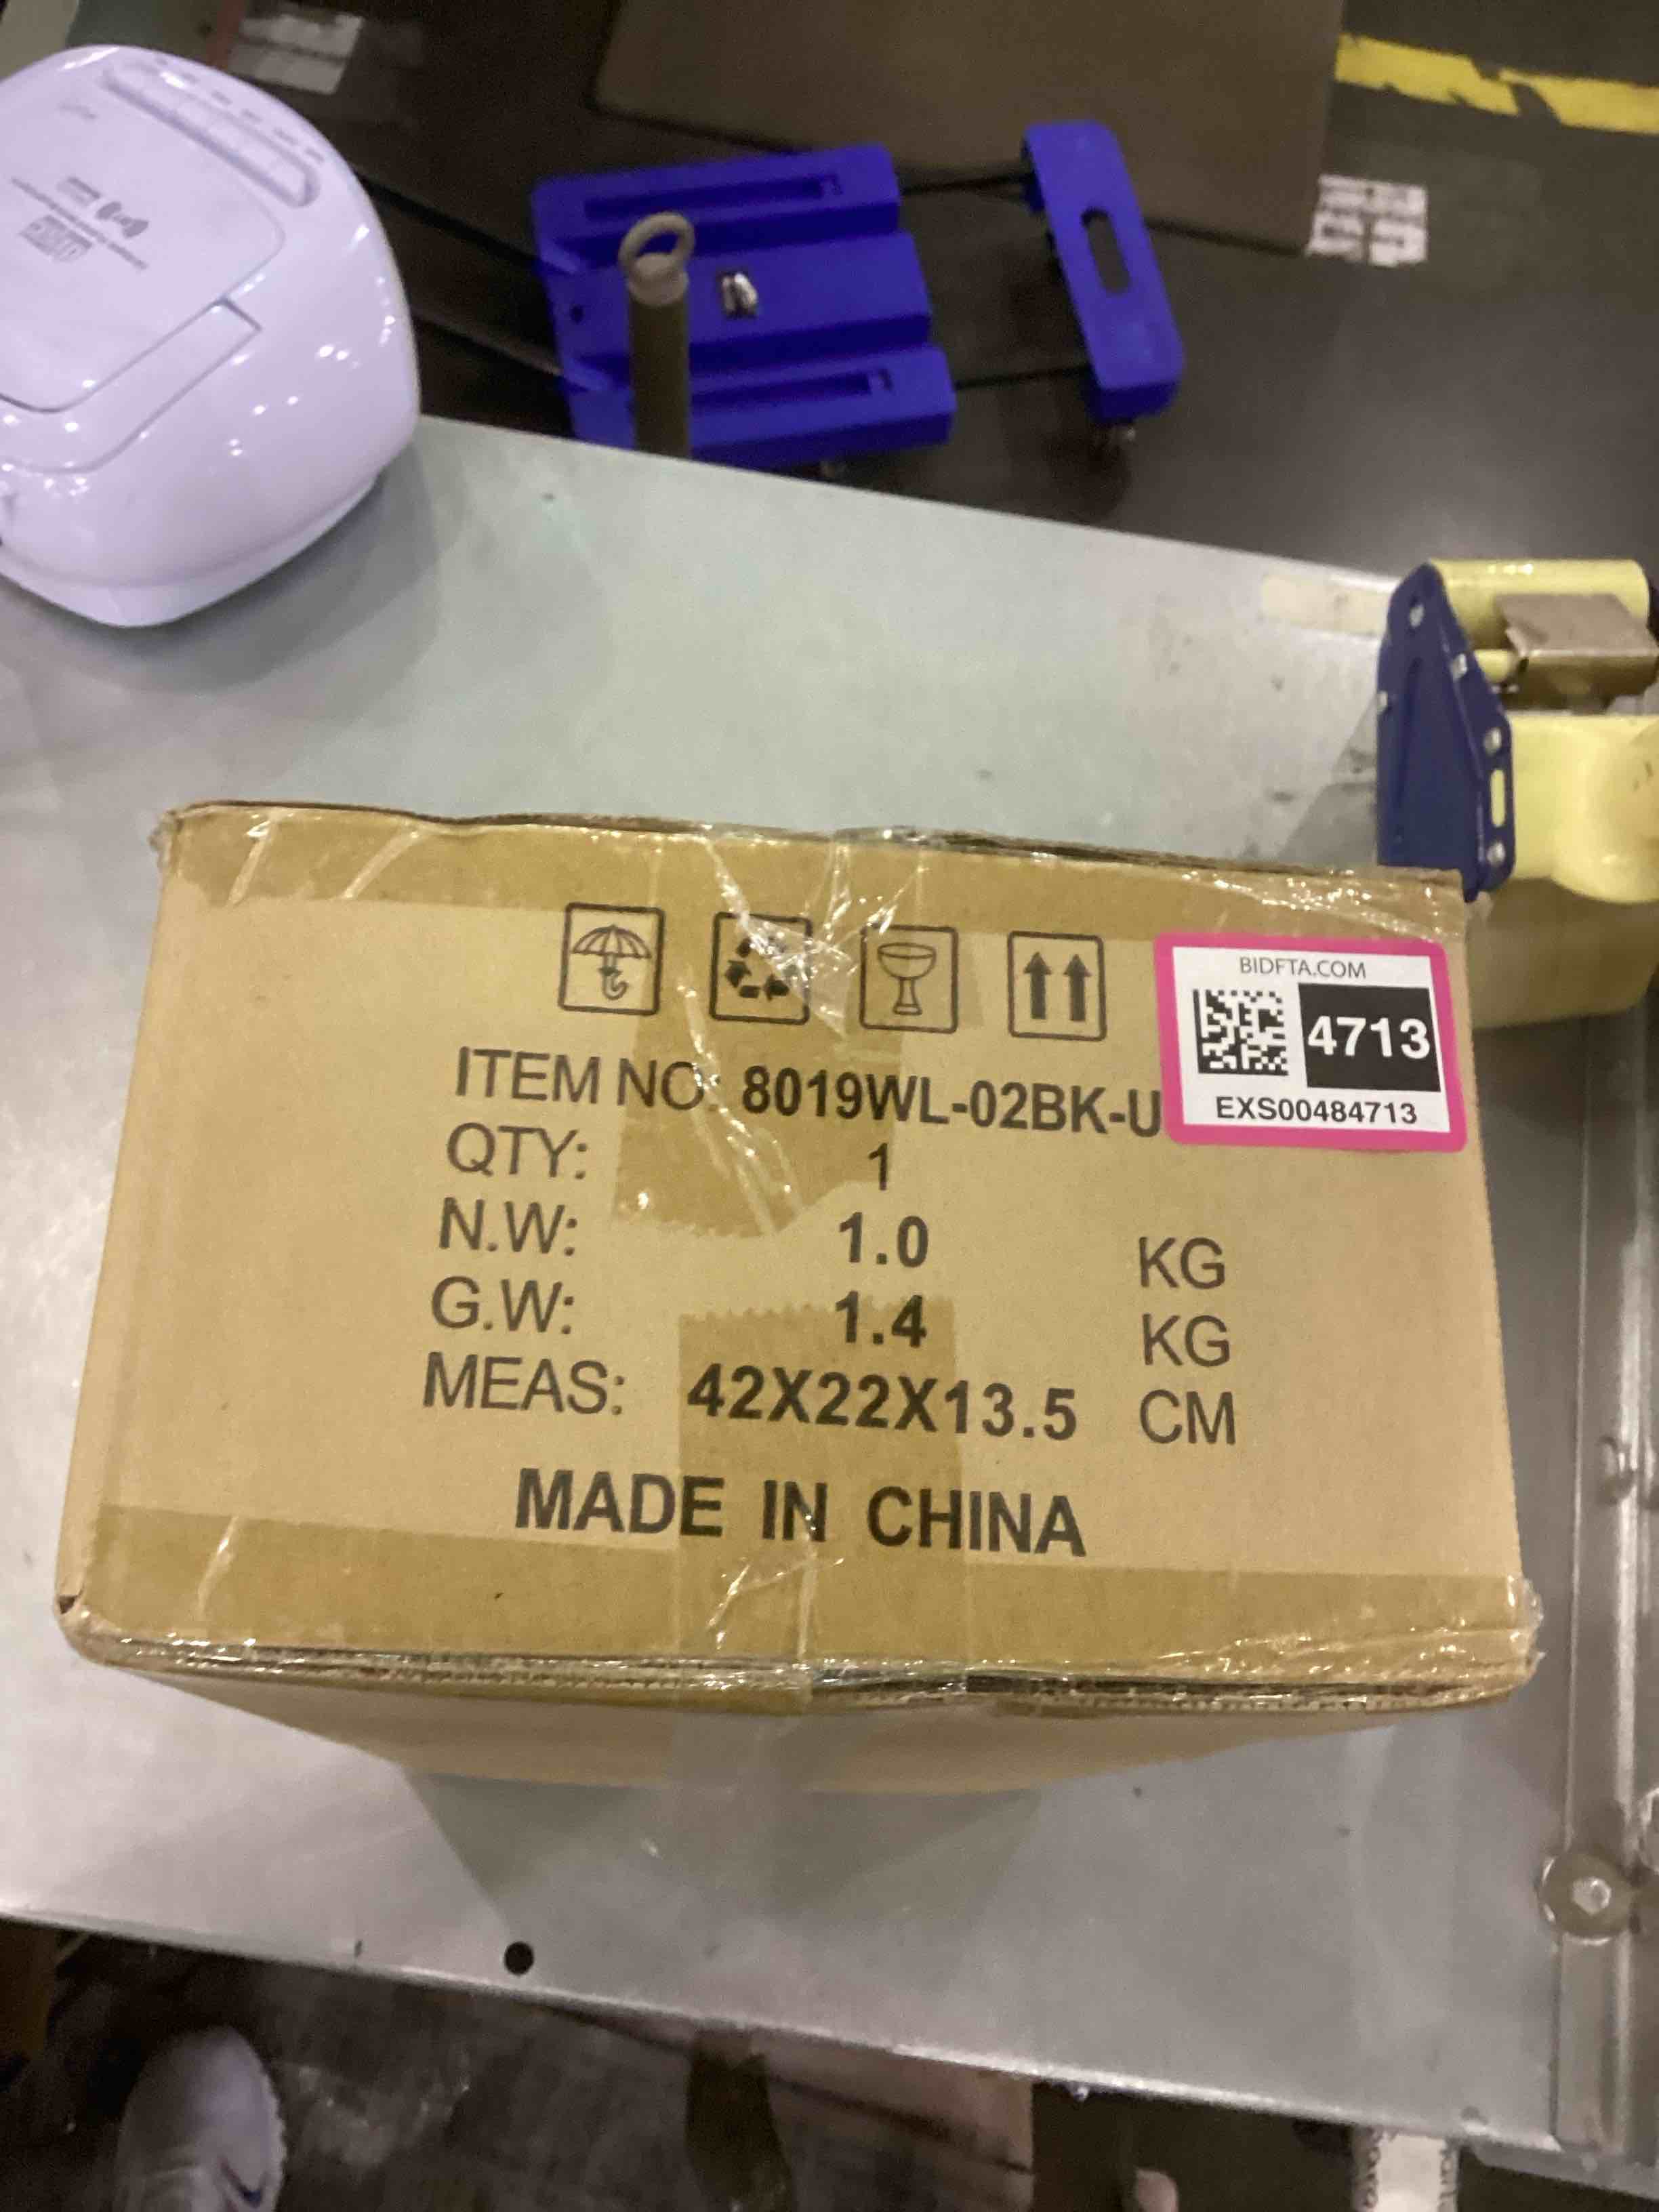 BIDFTA.COM
4713
EXS00484713
ITEM NO: 8019WL-02BK-U
QTY: 1
N.W: 1.0 KG
G.W: 1.4 KG
MEAS: 42X22X13.5 CM
MADE IN CHINA